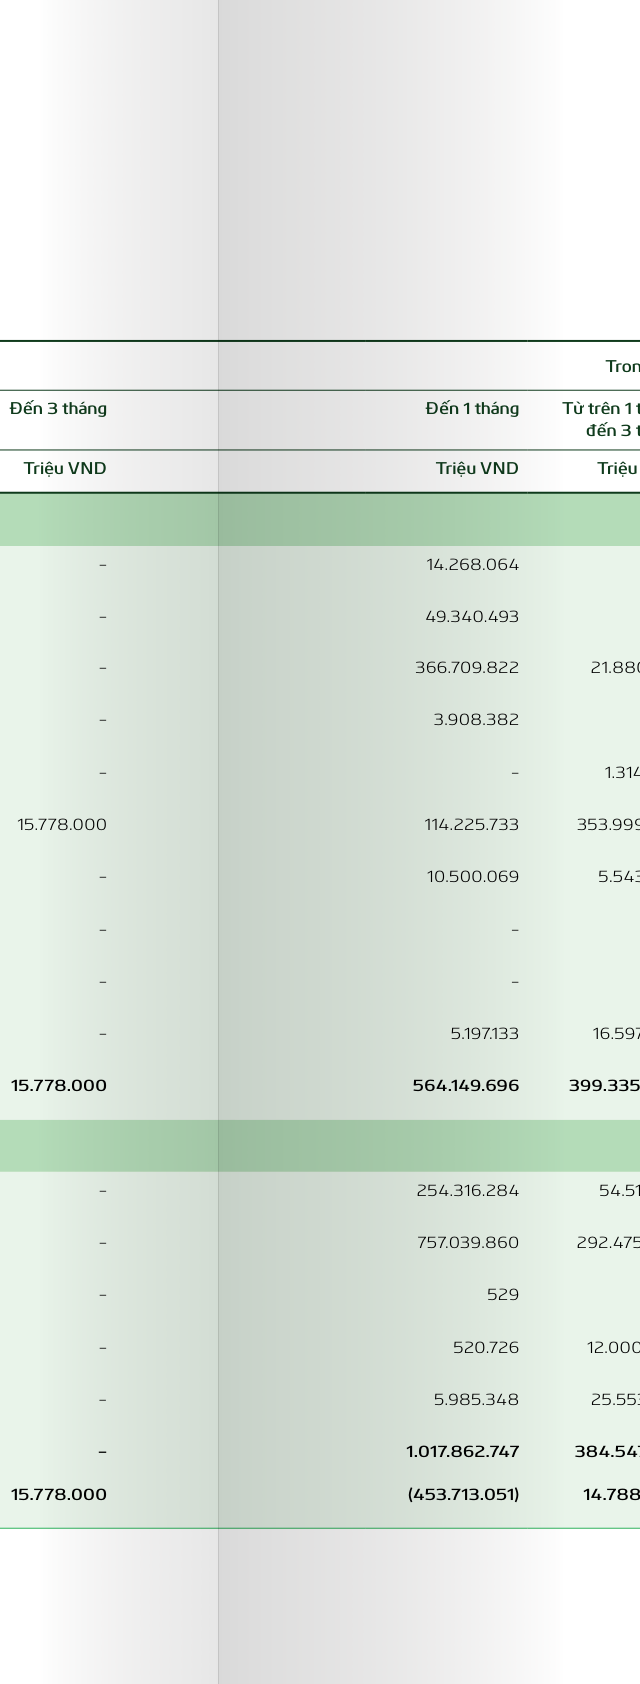 Tron
Đến 3 tháng Đến 1 tháng Từ trên 1 t
đến 3 t
Triệu VND Triệu VND Triệu
– 14.268.064
– 49.340.493
– 366.709.822 21.880
– 3.908.382
– – 1.314
15.778.000 114.225.733 353.999
– 10.500.069 5.543
– –
– –
– 5.197.133 16.597
15.778.000 564.149.696 399.335
– 254.316.284 54.51
– 757.039.860 292.475
– 529
– 520.726 12.000
– 5.985.348 25.553
– 1.017.862.747 384.547
15.778.000 (453.713.051) 14.788